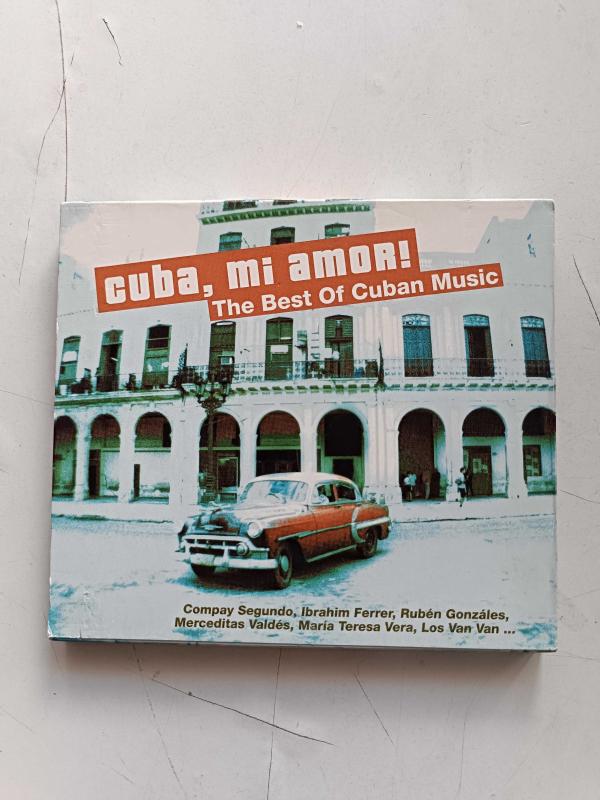 cuba, mi amor!
The Best Of Cuban Music
Compay Segundo, Ibrahim Ferrer, Rubén Gonzáles,
Merceditas Valdés, María Teresa Vera, Los Van Van ...